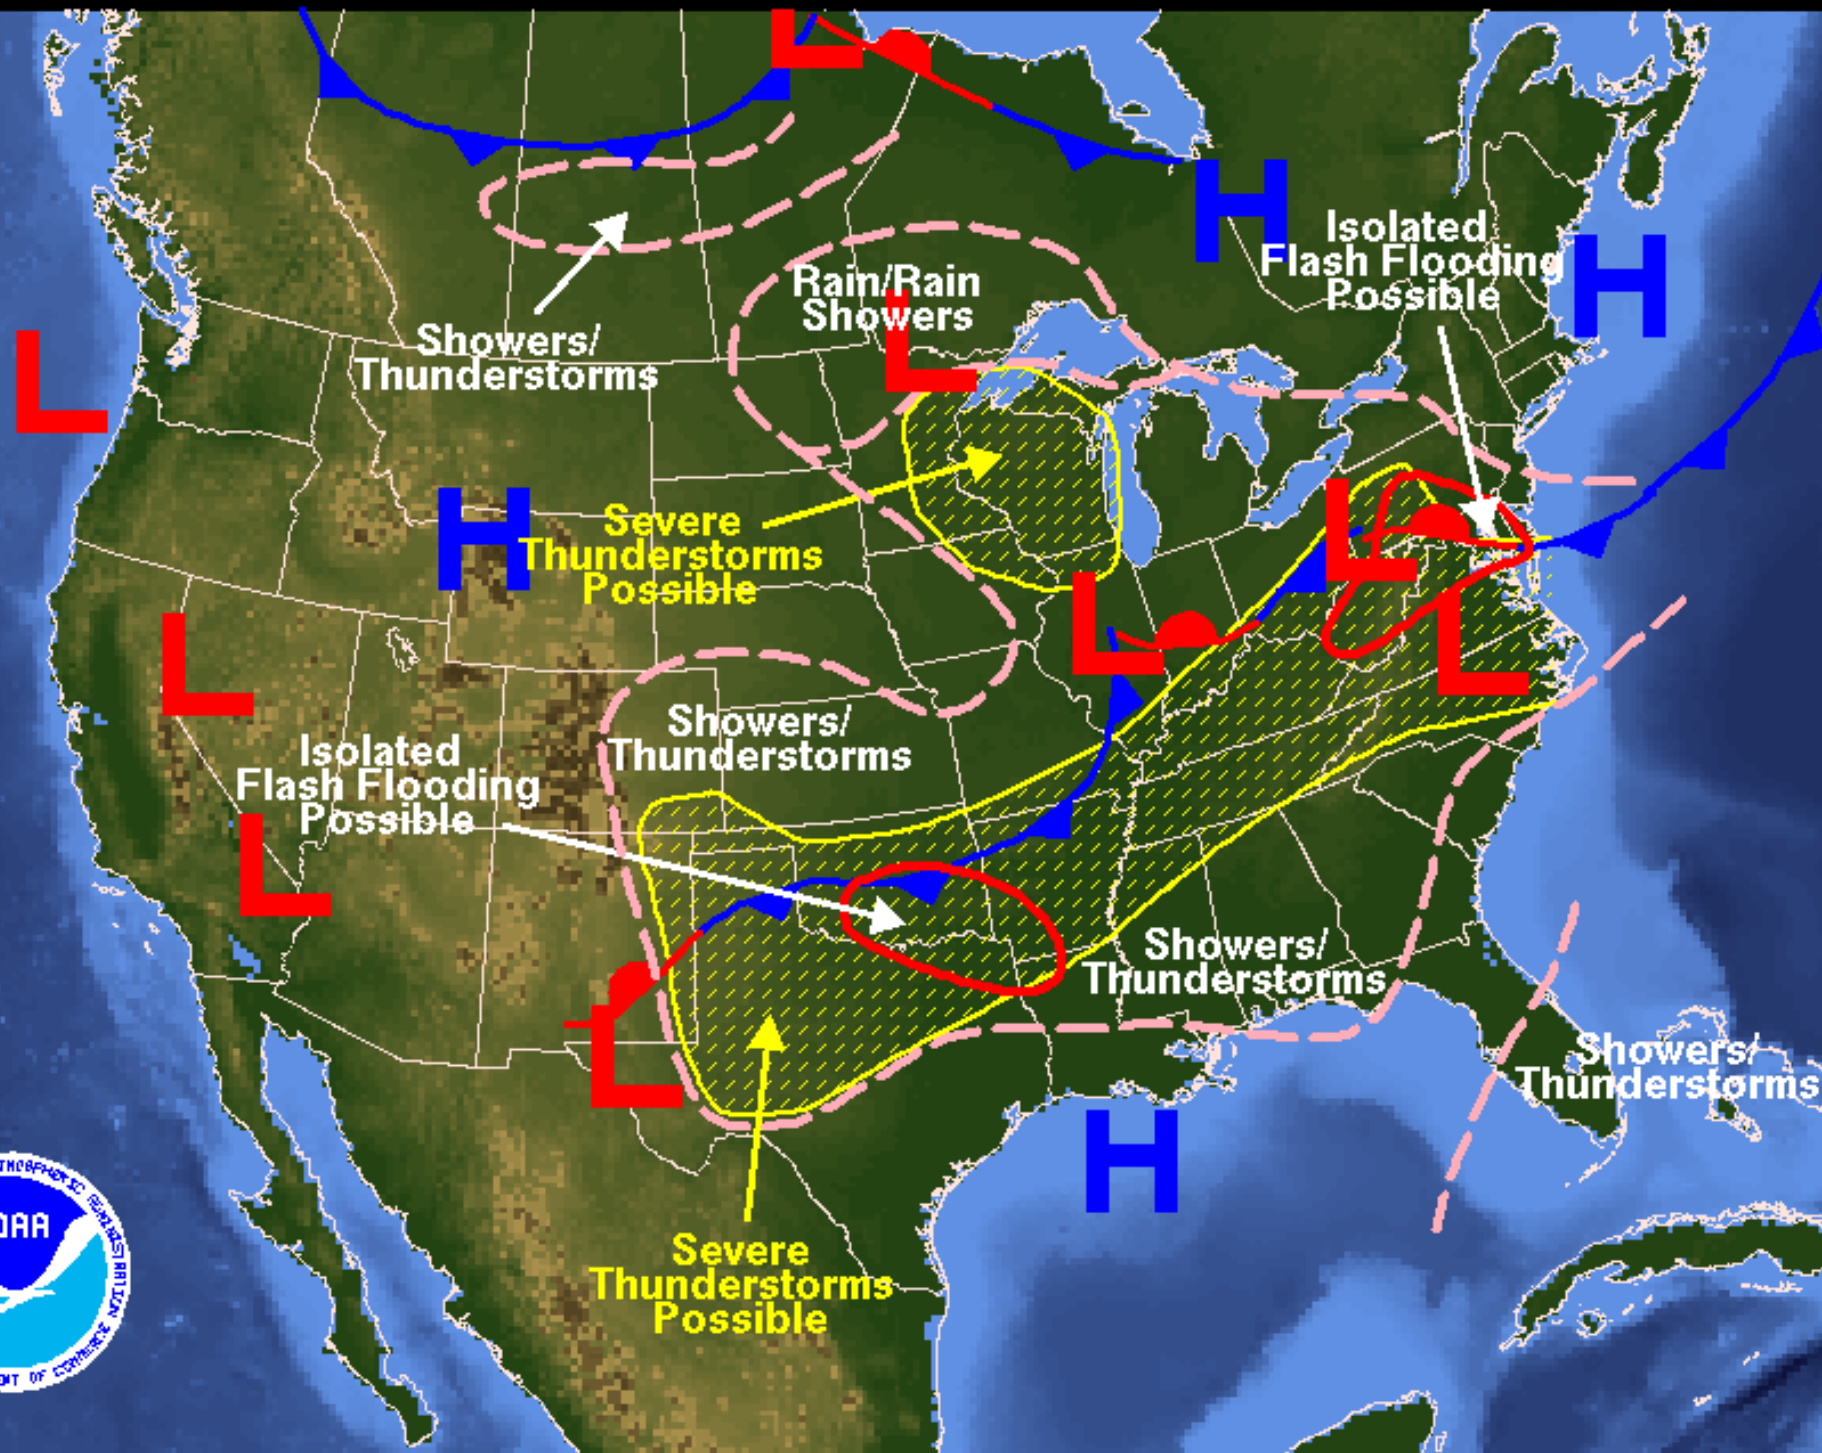 L
H
Isolated
Flash Flooding
Possible
H
Rain/Rain
Showers
L
Showers/
Thunderstorms
L
H
Severe
Thunderstorms
Possible
L
L
L
L
Showers/
Thunderstorms
Isolated
Flash Flooding
Possible
L
Showers/
Thunderstorms
L
Showers/
Thunderstorms
H
Severe
Thunderstorms
Possible